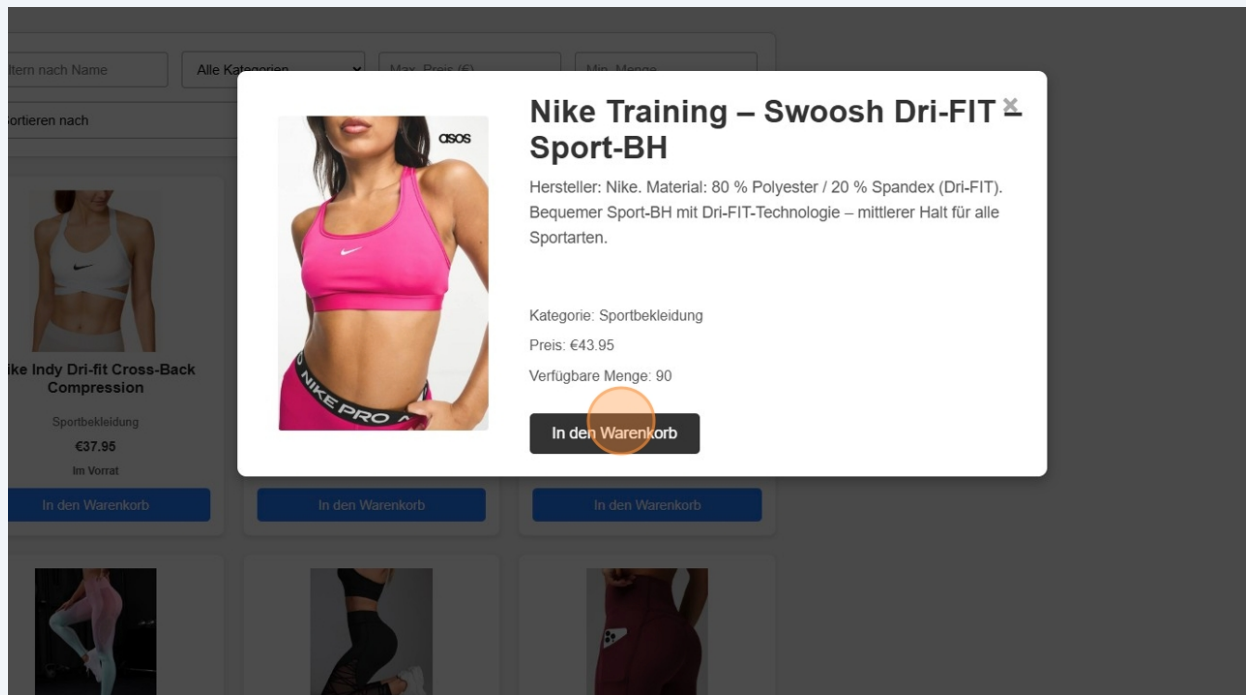 ltern nach Name
Alle Kategorien
Max. Preis (€)
Min. Menge
Sortieren nach
Nike Training – Swoosh Dri-FIT –
Sport-BH
×
asos
Hersteller: Nike. Material: 80 % Polyester / 20 % Spandex (Dri-FIT).
Bequemer Sport-BH mit Dri-FIT-Technologie – mittlerer Halt für alle
Sportarten.
Kategorie: Sportbekleidung
Preis: €43.95
Verfügbare Menge: 90
In den Warenkorb
NIKE PRO
ike Indy Dri-fit Cross-Back
Compression
Sportbekleidung
€37.95
Im Vorrat
In den Warenkorb
In den Warenkorb
In den Warenkorb